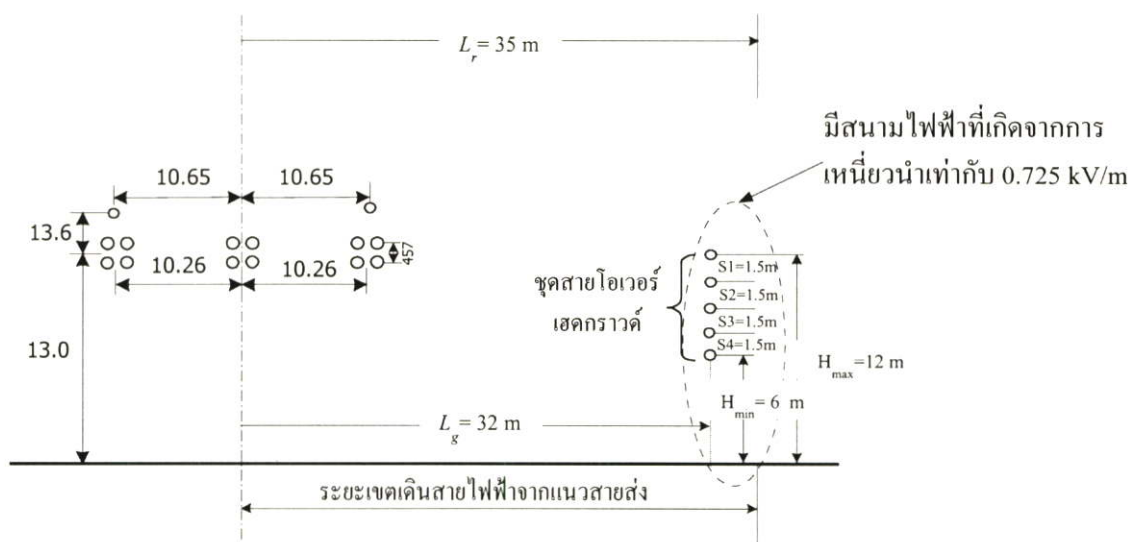 L_r = 35 m
มีสนามไฟฟ้าที่เกิดจากการ
เหนี่ยวนำเท่ากับ 0.725 kV/m
10.65
10.65
13.6
457
10.26
10.26
13.0
ชุดสายโอเวอร์
เฮดกราวด์
S1=1.5m
S2=1.5m
S3=1.5m
S4=1.5m
H_max=12 m
H_min= 6 m
L_g = 32 m
ระยะเขตเดินสายไฟฟ้าจากแนวสายส่ง